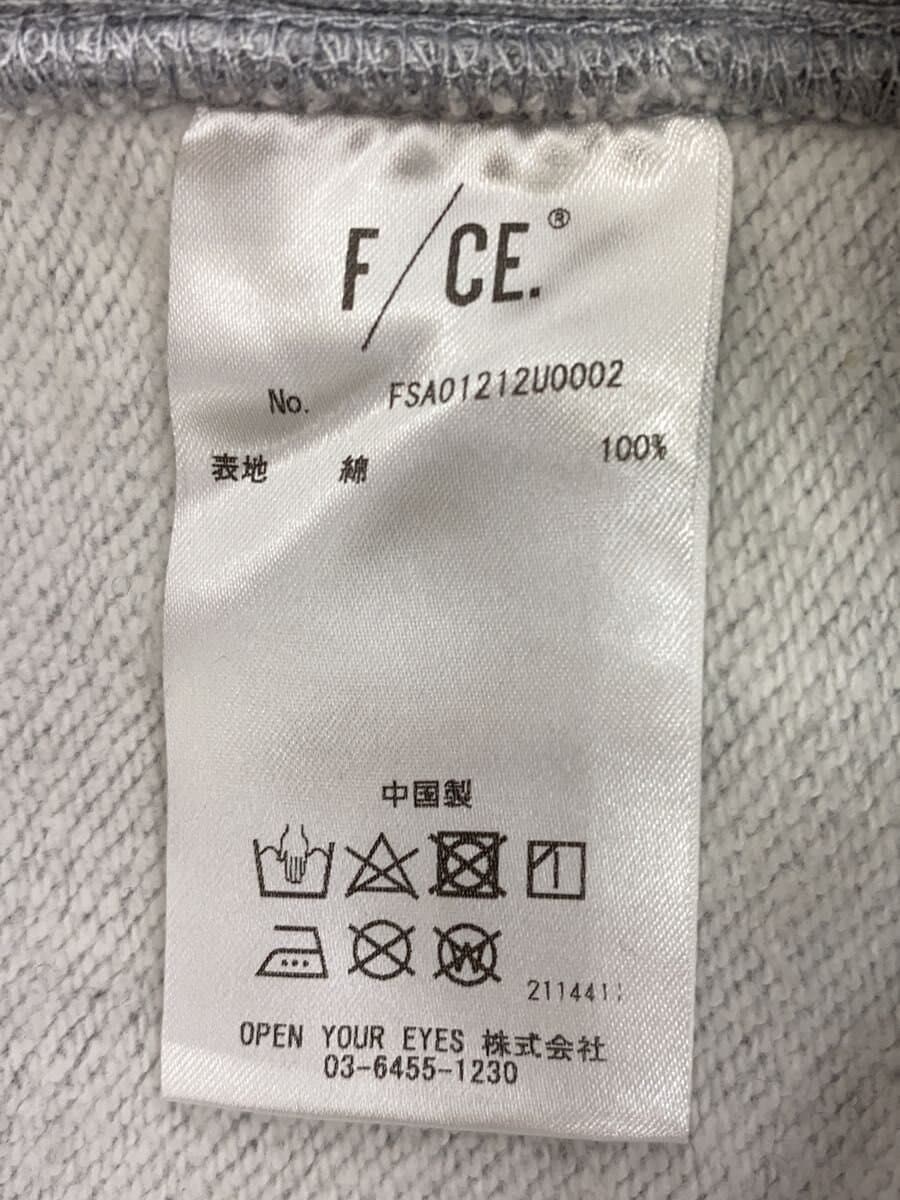 F/CE.®
No. FSA01212U0002
表地 綿 100%
中国製
W
211441
OPEN YOUR EYES 株式会社
03-6455-1230